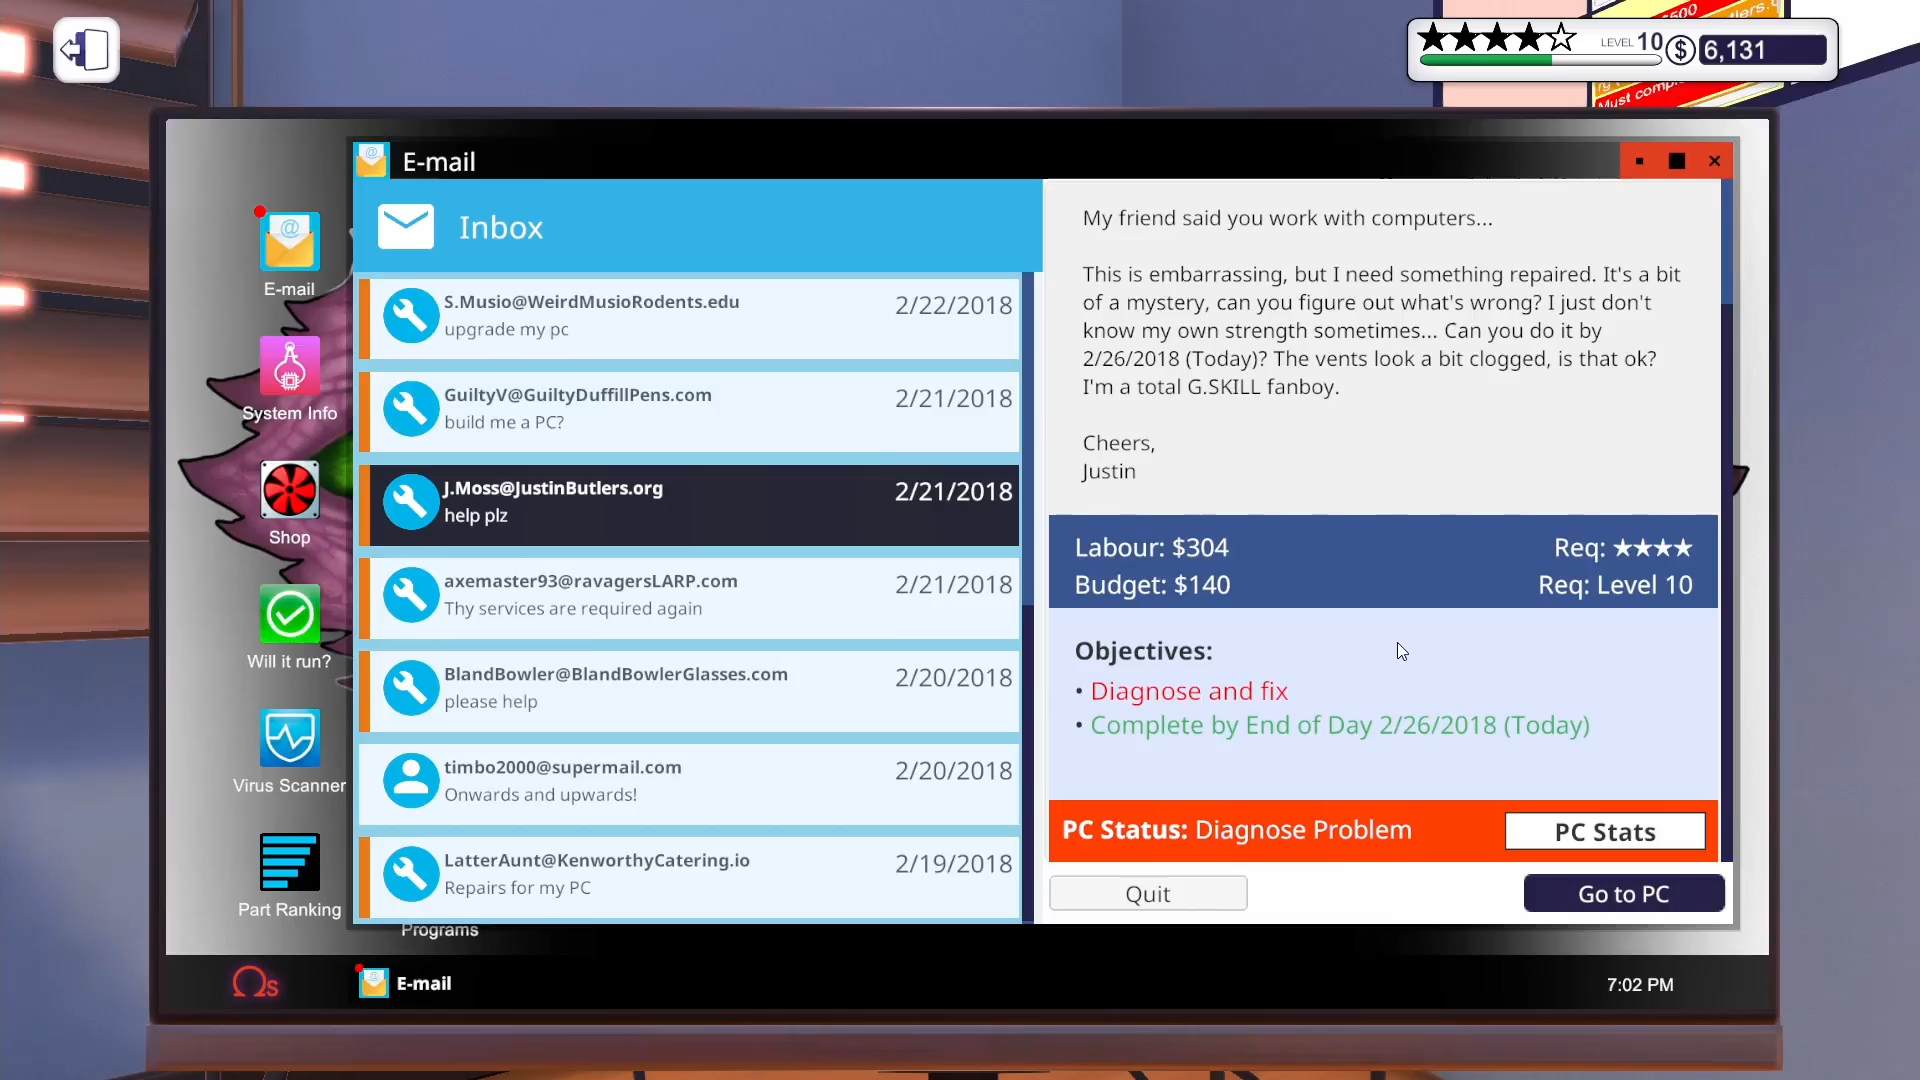 $500
Butlers.
Must comp
LEVEL 10
$ 6,131
E-mail
Inbox
S.Musio@WeirdMusioRodents.edu
2/22/2018
upgrade my pc
GuiltyV@GuiltyDuffillPens.com
2/21/2018
build me a PC?
J.Moss@JustinButlers.org
2/21/2018
help plz
axemaster93@ravagersLARP.com
2/21/2018
Thy services are required again
BlandBowler@BlandBowlerGlasses.com
2/20/2018
please help
timbo2000@supermail.com
2/20/2018
Onwards and upwards!
LatterAunt@KenworthyCatering.io
2/19/2018
Repairs for my PC
My friend said you work with computers...
This is embarrassing, but I need something repaired. It's a bit
of a mystery, can you figure out what's wrong? I just don't
know my own strength sometimes... Can you do it by
2/26/2018 (Today)? The vents look a bit clogged, is that ok?
I'm a total G.SKILL fanboy.
Cheers,
Justin
Labour: $304
Req: ★★★★
Budget: $140
Req: Level 10
Objectives:
• Diagnose and fix
• Complete by End of Day 2/26/2018 (Today)
PC Status: Diagnose Problem
PC Stats
Quit
Go to PC
E-mail
System Info
Shop
Will it run?
Virus Scanner
Part Ranking
Programs
Ωs
E-mail
7:02 PM